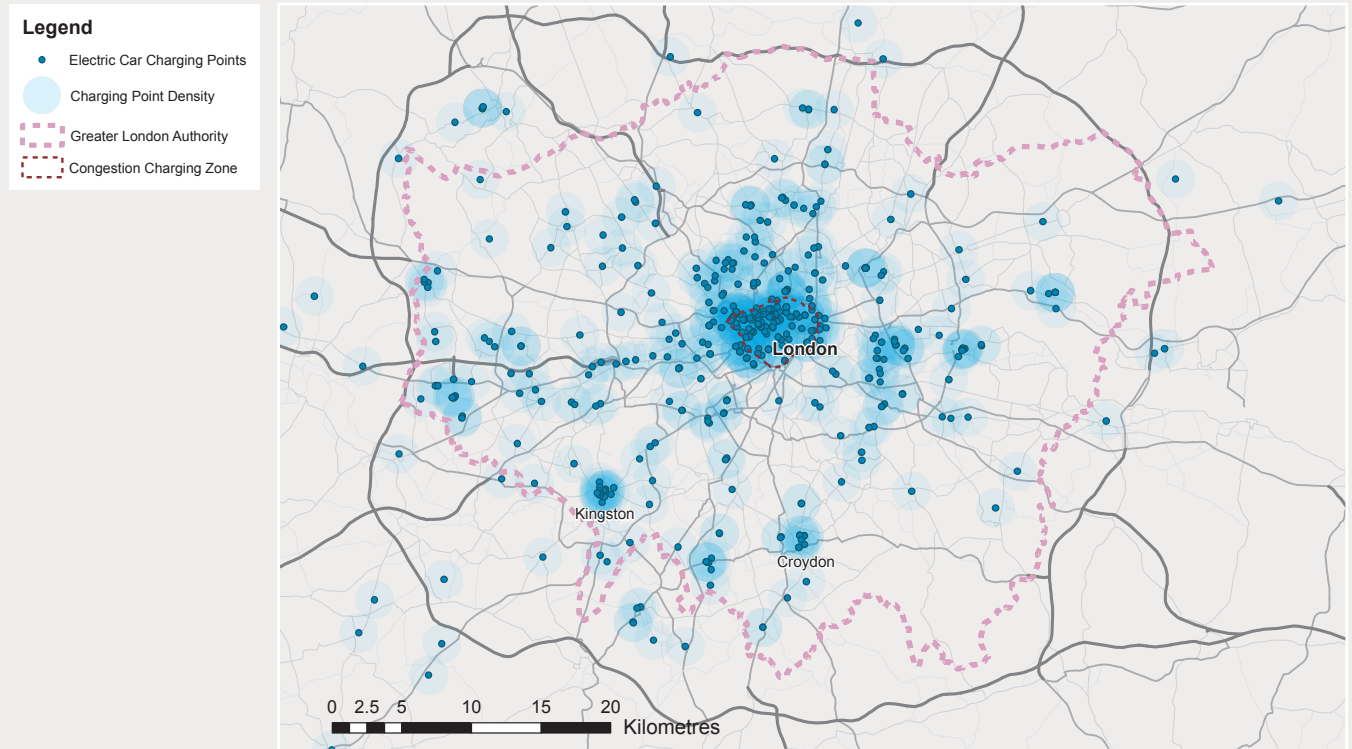 Legend
Electric Car Charging Points
Charging Point Density
Greater London Authority
Congestion Charging Zone
London
Kingston
Croydon
0 2.5 5 10 15 20
Kilometres